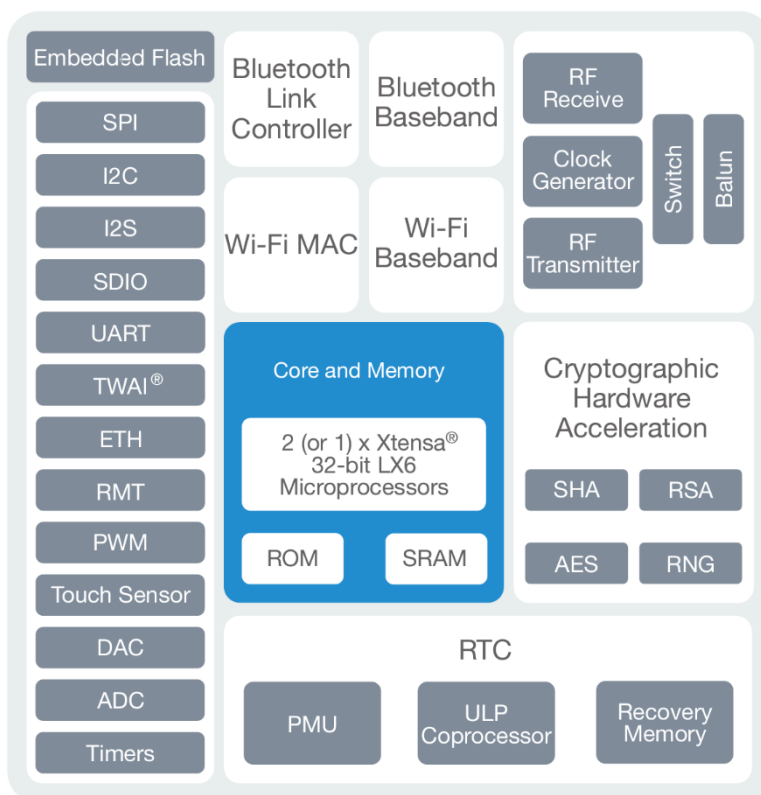 Embedded Flash
SPI
I2C
I2S
SDIO
UART
TWAI®
ETH
RMT
PWM
Touch Sensor
DAC
ADC
Timers
Bluetooth
Link
Controller
Bluetooth
Baseband
Wi-Fi MAC
Wi-Fi
Baseband
RF
Receive
Clock
Generator
RF
Transmitter
Switch
Balun
Core and Memory
2 (or 1) x Xtensa®
32-bit LX6
Microprocessors
ROM
SRAM
Cryptographic
Hardware
Acceleration
SHA
RSA
AES
RNG
RTC
PMU
ULP
Coprocessor
Recovery
Memory